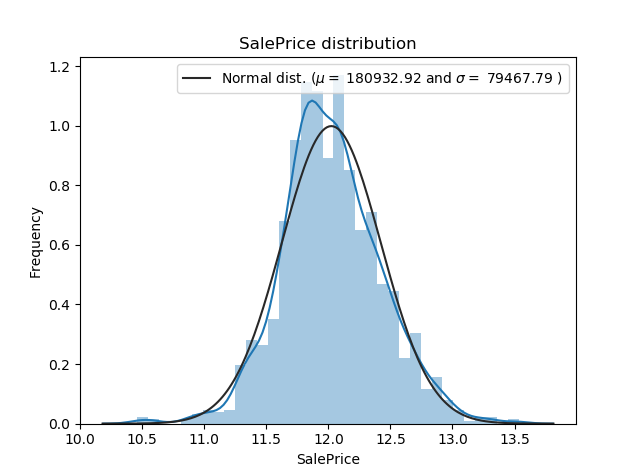 SalePrice distribution
Normal dist. (μ = 180932.92 and σ = 79467.79 )
1.2
1.0
0.8
0.6
0.4
0.2
0.0
Frequency
10.0 10.5 11.0 11.5 12.0 12.5 13.0 13.5
SalePrice